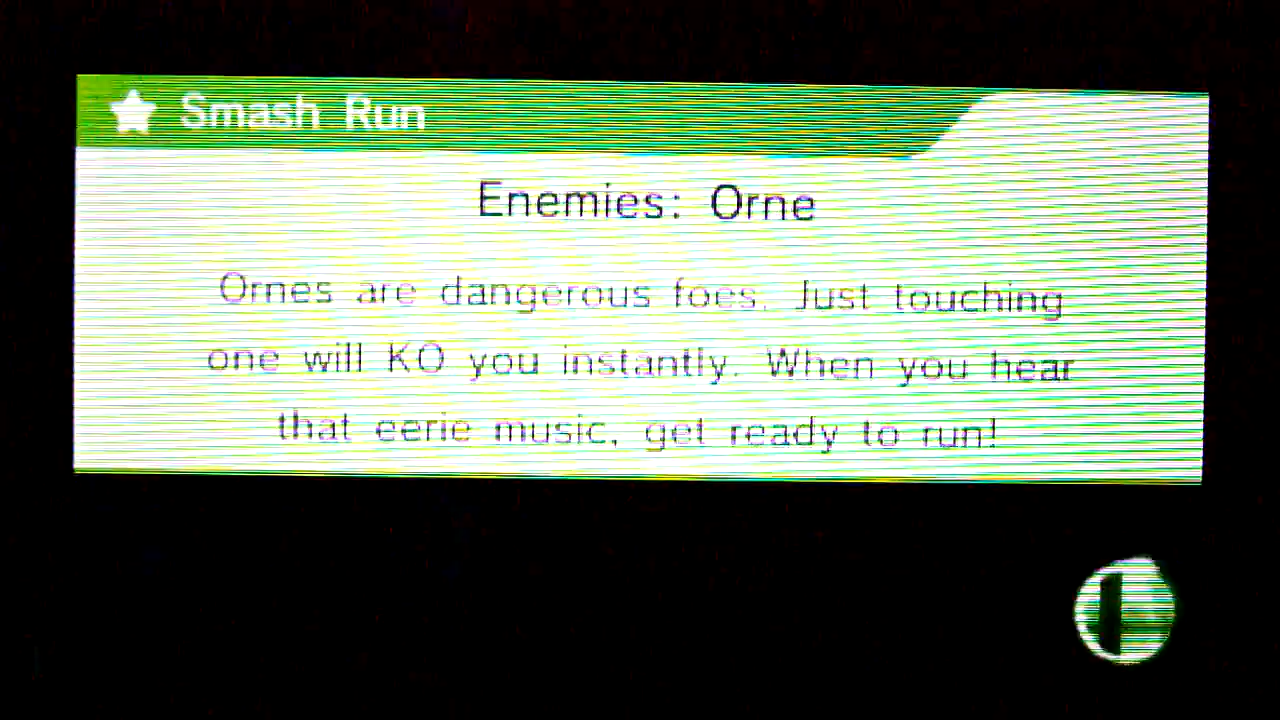 Smash Run
Enemies: Orne
Ornes are dangerous foes. Just touching
one will KO you instantly. When you hear
that eerie music, get ready to run!